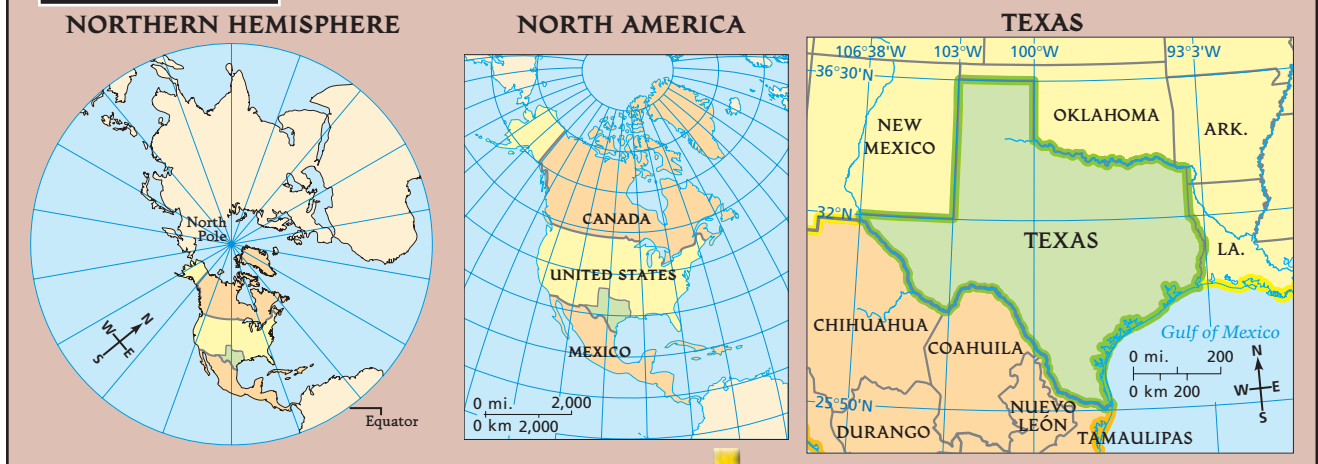 NORTHERN HEMISPHERE
North
Pole
N
W
E
S
Equator
NORTH AMERICA
CANADA
UNITED STATES
MEXICO
0 mi. 2,000
0 km 2,000
TEXAS
106°38'W 103°W 100°W 93°3'W
36°30'N
OKLAHOMA
NEW
MEXICO
ARK.
32°N
TEXAS
LA.
CHIHUAHUA
Gulf of Mexico
COAHUILA
0 mi. 200
0 km 200
N
W E
S
25°50'N
NUEVO
LEÓN
DURANGO
TAMAULIPAS